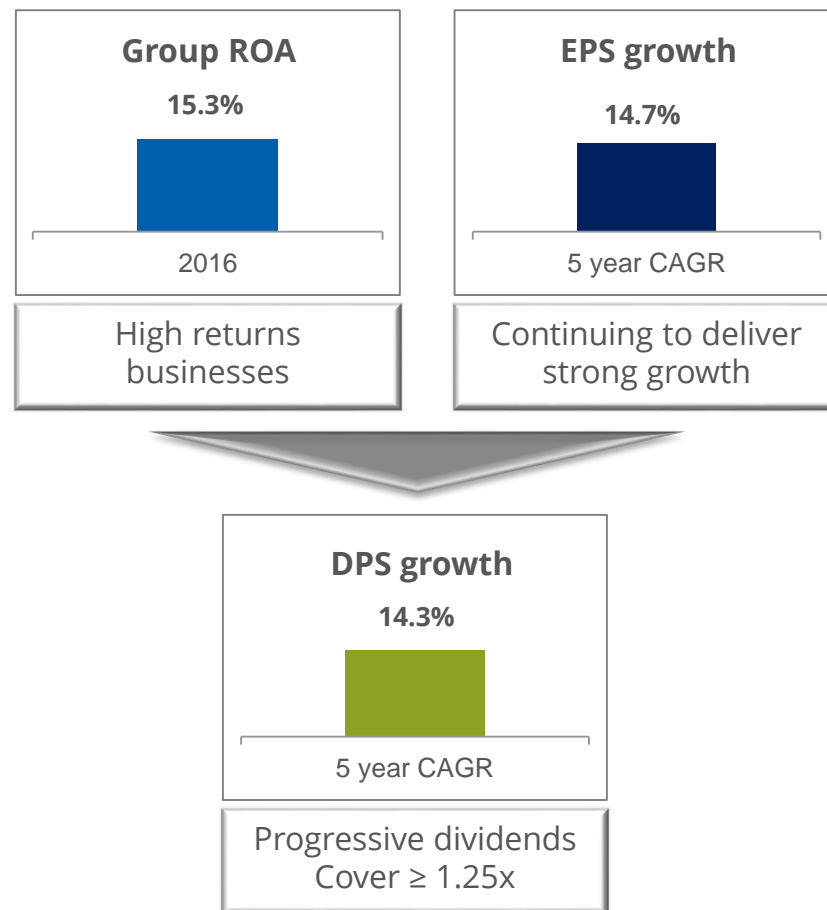 Group ROA
15.3%
2016
High returns
businesses
EPS growth
14.7%
5 year CAGR
Continuing to deliver
strong growth
DPS growth
14.3%
5 year CAGR
Progressive dividends
Cover ≥ 1.25x